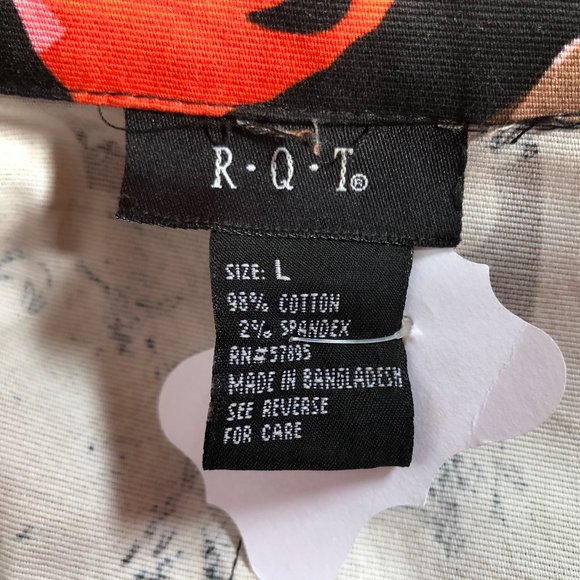 R·Q·T®
SIZE: L
98% COTTON
2% SPANDEX
RN#57895
MADE IN BANGLADESH
SEE REVERSE
FOR CARE